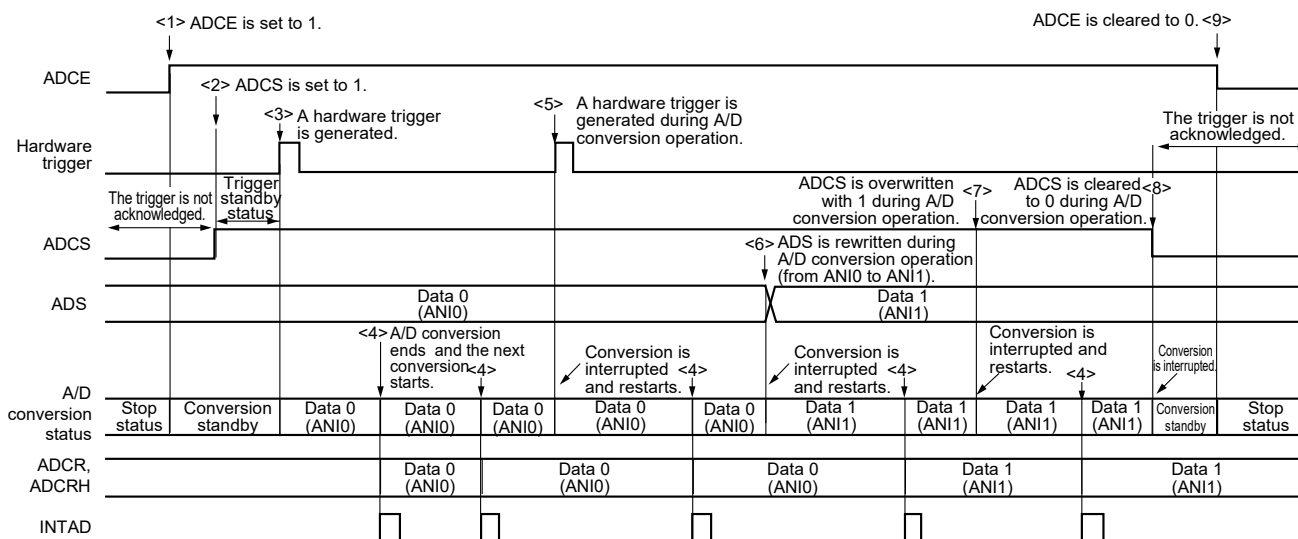 <1> ADCE is set to 1.
ADCE is cleared to 0. <9>
ADCE
<2> ADCS is set to 1.
<3> A hardware trigger
is generated.
<5> A hardware trigger is
generated during A/D
conversion operation.
The trigger is not
acknowledged.
Hardware
trigger
The trigger is not
acknowledged.
Trigger
standby
status
ADCS is overwritten
with 1 during A/D
conversion operation.
<7>
ADCS is cleared
to 0 during A/D
conversion operation.
<8>
ADCS
<6> ADS is rewritten during
A/D conversion operation
(from ANI0 to ANI1).
ADS
Data 0
(ANI0)
Data 1
(ANI1)
<4> A/D conversion
ends and the next
conversion
starts.
<4>
Conversion is
interrupted
and restarts.
<4>
Conversion is
interrupted
and restarts.
<4>
Conversion is
interrupted and
restarts.
<4>
Conversion
is interrupted.
A/D
conversion
status
Stop
status
Conversion
standby
Data 0
(ANI0)
Data 0
(ANI0)
Data 0
(ANI0)
Data 0
(ANI0)
Data 0
(ANI0)
Data 1
(ANI1)
Data 1
(ANI1)
Data 1
(ANI1)
Data 1
(ANI1)
Conversion
standby
Stop
status
ADCR,
ADCRH
Data 0
(ANI0)
Data 0
(ANI0)
Data 0
(ANI0)
Data 1
(ANI1)
Data 1
(ANI1)
INTAD